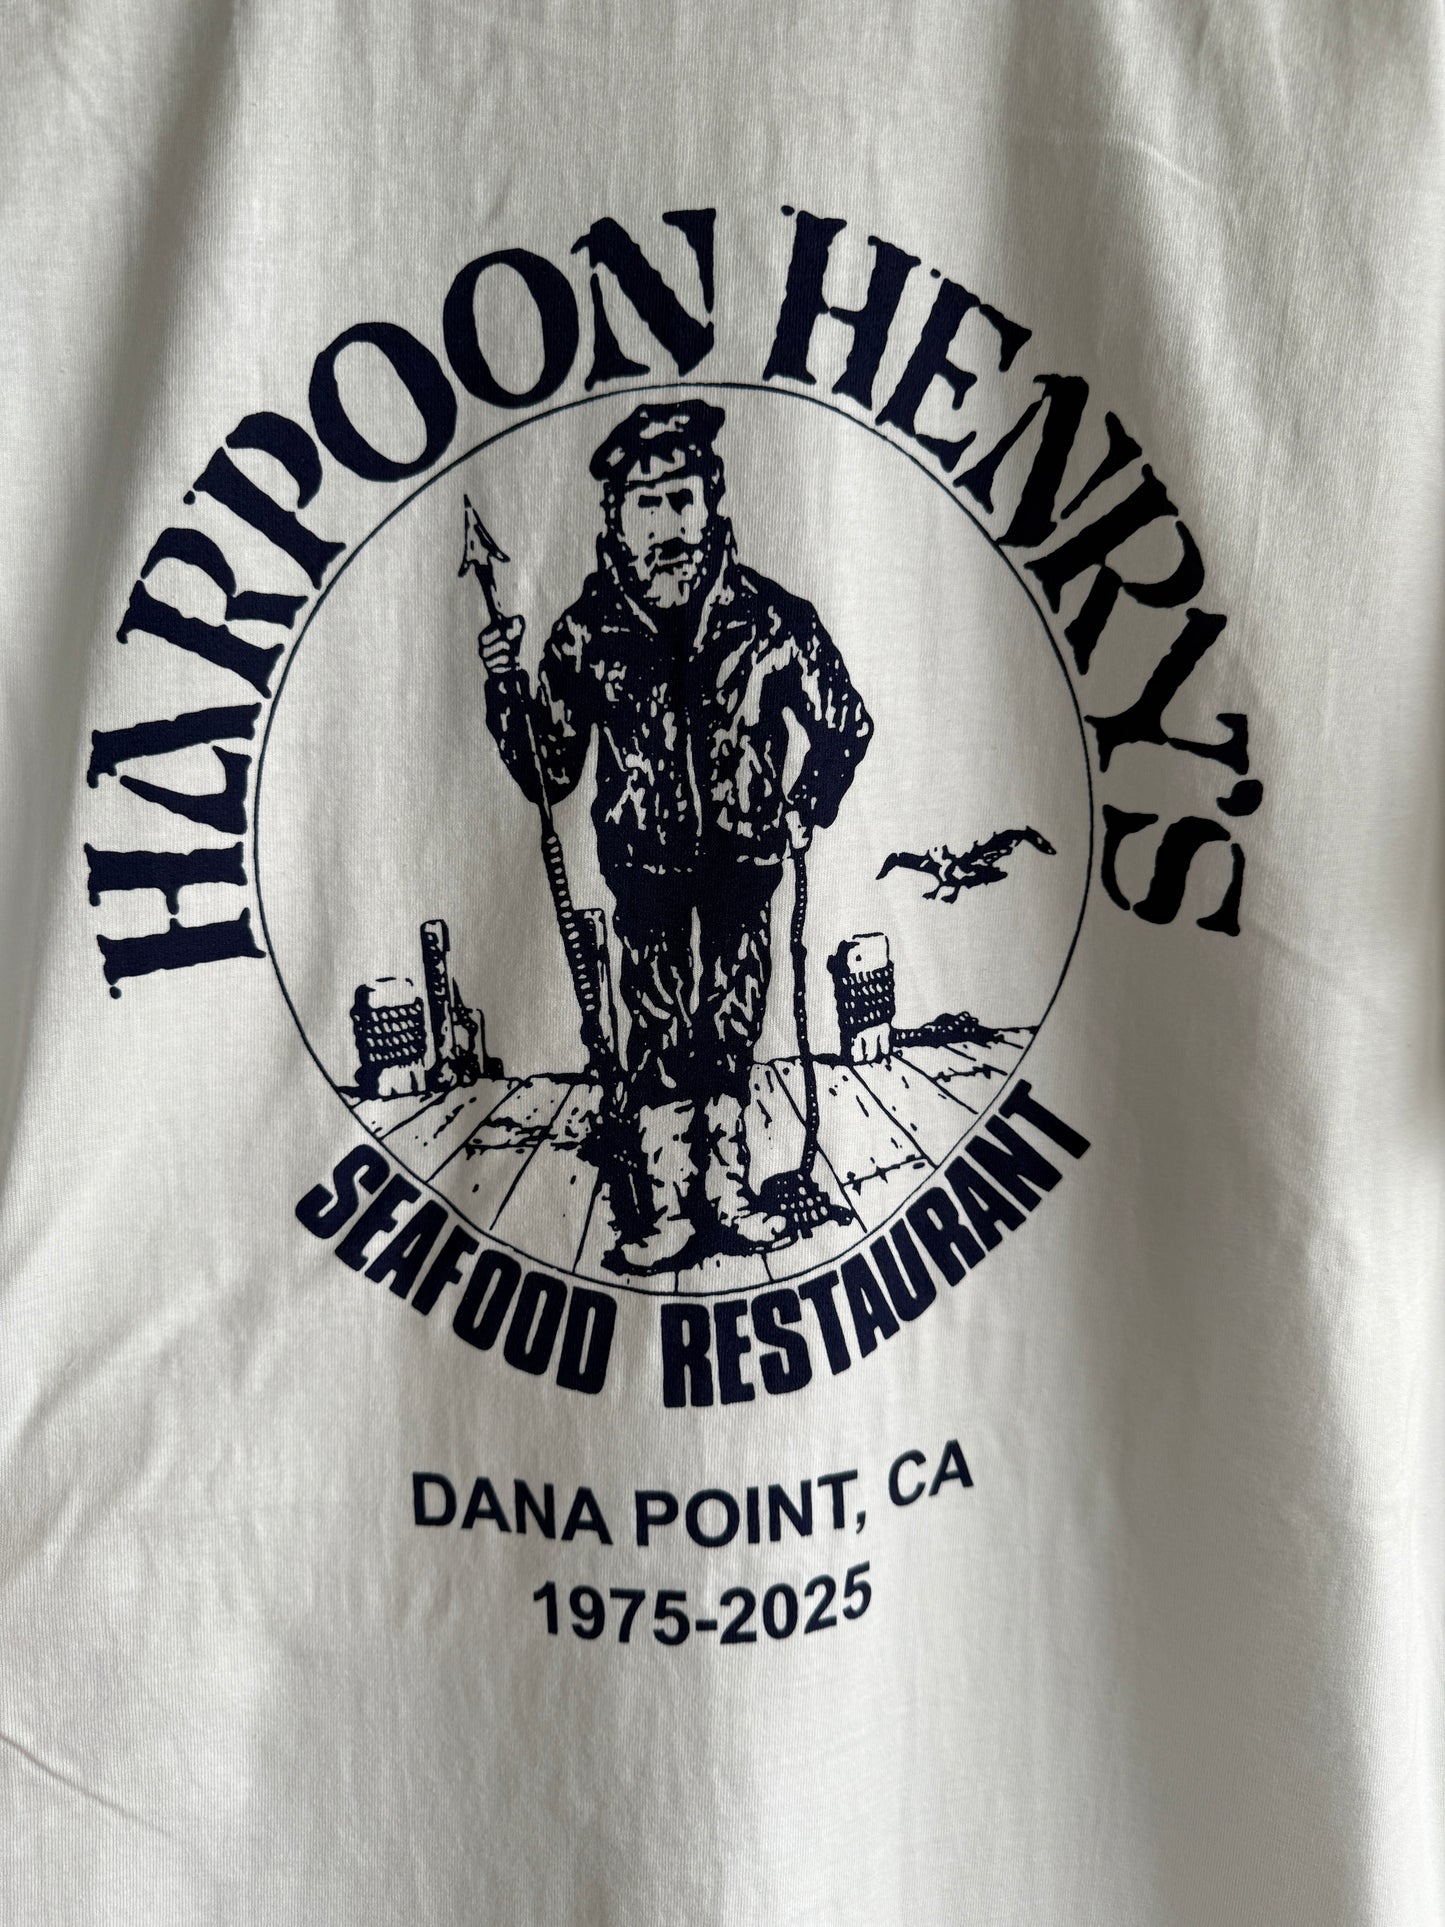 HARPOON HENRY'S
SEAFOOD RESTAURANT
DANA POINT, CA
1975-2025